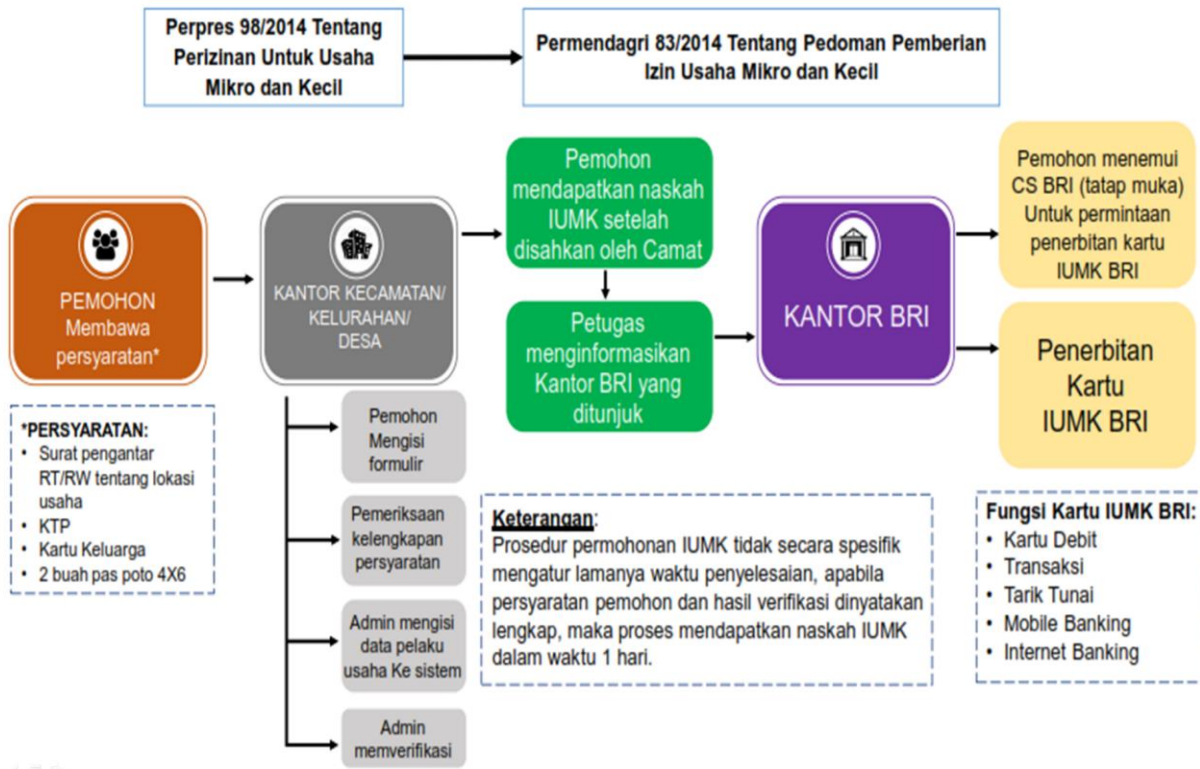 Perpres 98/2014 Tentang
Perizinan Untuk Usaha
Mikro dan Kecil
Permendagri 83/2014 Tentang Pedoman Pemberian
Izin Usaha Mikro dan Kecil
PEMOHON
Membawa
persyaratan*
KANTOR KECAMATAN/
KELURAHAN/
DESA
Pemohon
mendapatkan naskah
IUMK setelah
disahkan oleh Camat
Petugas
menginformasikan
Kantor BRI yang
ditunjuk
KANTOR BRI
Pemohon menemui
CS BRI (tatap muka)
Untuk permintaan
penerbitan kartu
IUMK BRI
Penerbitan
Kartu
IUMK BRI
*PERSYARATAN:
• Surat pengantar
RT/RW tentang lokasi
usaha
• KTP
• Kartu Keluarga
• 2 buah pas poto 4X6
Pemohon
Mengisi
formulir
Pemeriksaan
kelengkapan
persyaratan
Admin mengisi
data pelaku
usaha Ke sistem
Admin
memverifikasi
Keterangan:
Prosedur permohonan IUMK tidak secara spesifik
mengatur lamanya waktu penyelesaian, apabila
persyaratan pemohon dan hasil verifikasi dinyatakan
lengkap, maka proses mendapatkan naskah IUMK
dalam waktu 1 hari.
Fungsi Kartu IUMK BRI:
• Kartu Debit
• Transaksi
• Tarik Tunai
• Mobile Banking
• Internet Banking